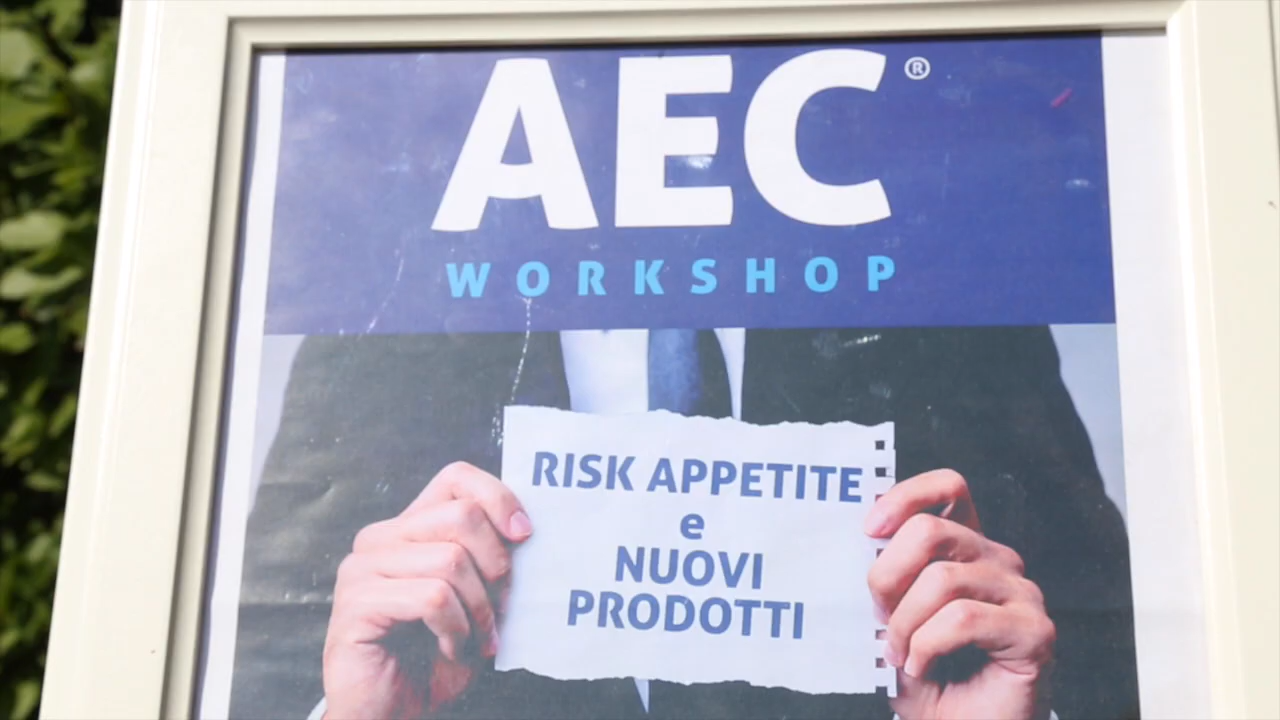 AEC®
WORKSHOP
RISK APPETITE
e
NUOVI
PRODOTTI